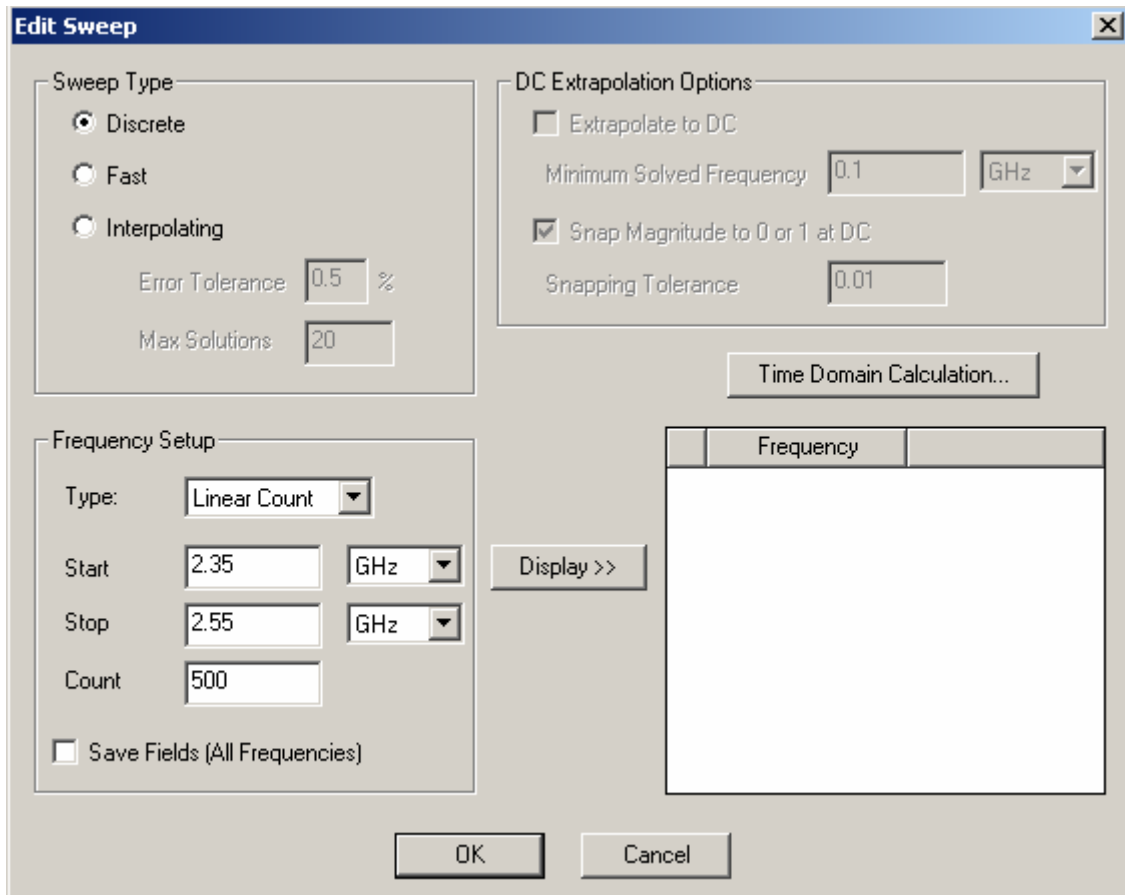 Edit Sweep
Sweep Type
Discrete
Fast
Interpolating
Error Tolerance 0.5 %
Max Solutions 20
DC Extrapolation Options
Extrapolate to DC
Minimum Solved Frequency 0.1 GHz
Snap Magnitude to 0 or 1 at DC
Snapping Tolerance 0.01
Time Domain Calculation...
Frequency Setup
Type: Linear Count
Start 2.35 GHz
Stop 2.55 GHz
Count 500
Save Fields (All Frequencies)
Display >>
Frequency
OK Cancel